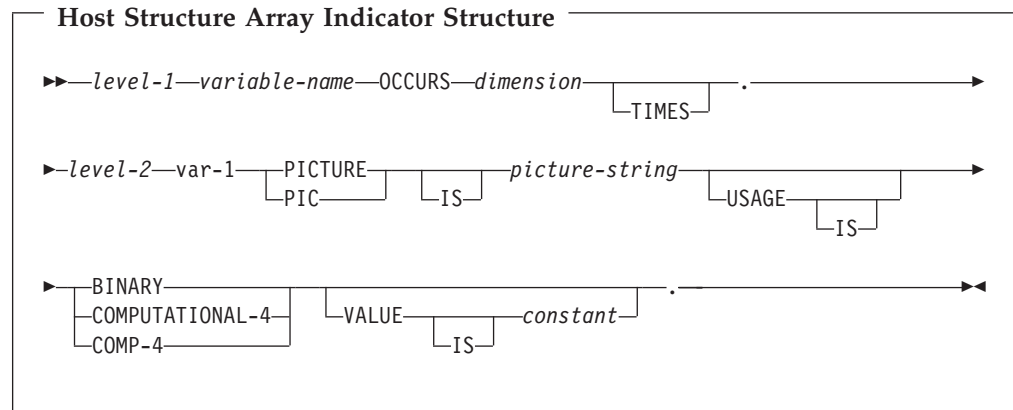 Host Structure Array Indicator Structure
level-1 variable-name OCCURS dimension .
TIMES
level-2 var-1 PICTURE picture-string
PIC IS USAGE
IS
BINARY .
COMPUTATIONAL-4 VALUE constant
COMP-4 IS